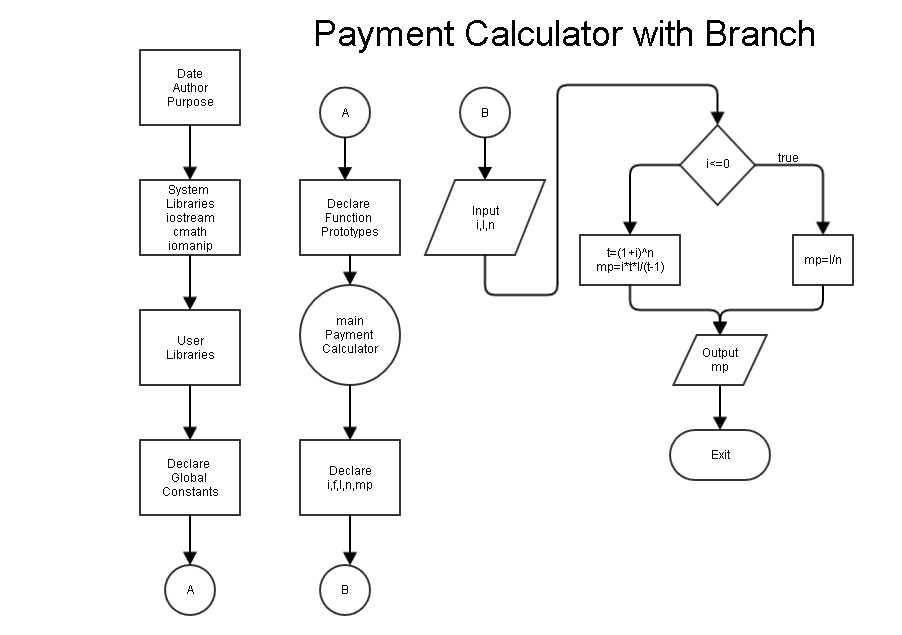 Payment Calculator with Branch
Date
Author
Purpose
System
Libraries
iostream
cmath
iomanip
User
Libraries
Declare
Global
Constants
A
A
Declare
Function
Prototypes
main
Payment
Calculator
Declare
i,f,l,n,mp
B
B
Input
i,l,n
i<=0
true
t=(1+i)^n
mp=i*t*l/(t-1)
mp=l/n
Output
mp
Exit